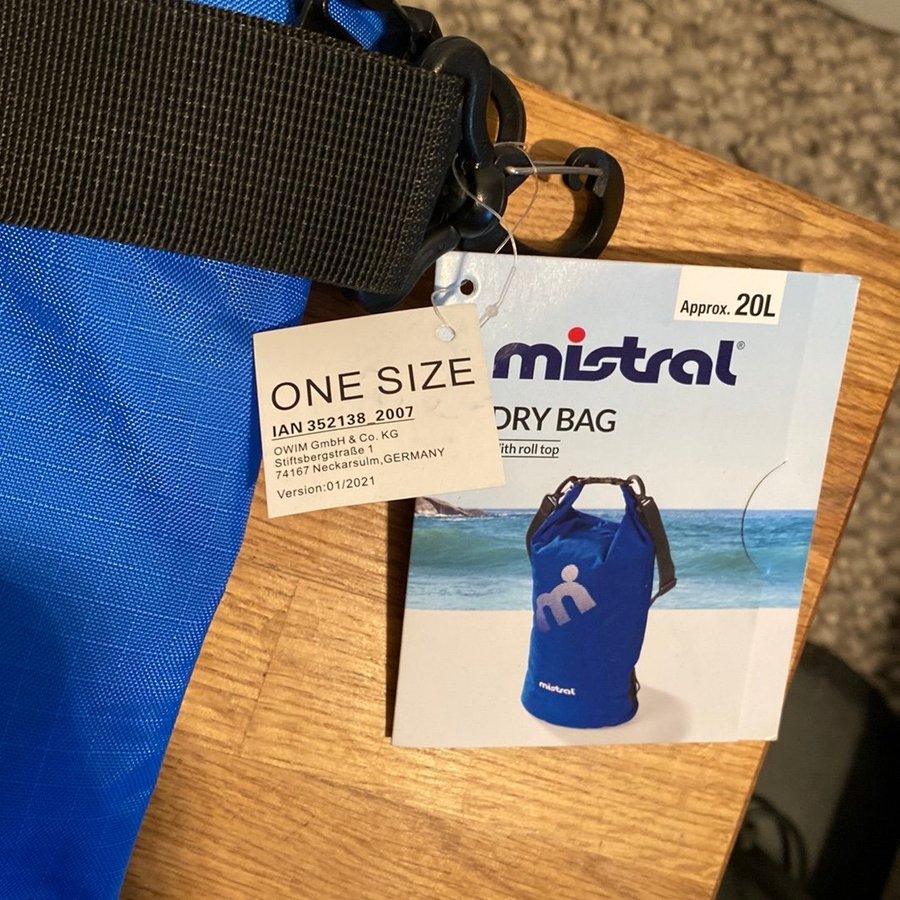 Approx. 20L
mistral®
DRY BAG
With roll top
mistral
ONE SIZE
IAN 352138_2007
OWIM GmbH & Co. KG
Stiftsbergstraße 1
74167 Neckarsulm,GERMANY
Version:01/2021